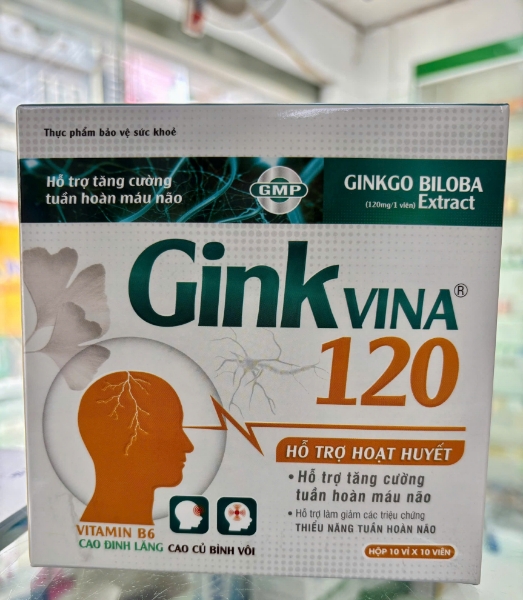 Thực phẩm bảo vệ sức khoẻ
Hỗ trợ tăng cường
tuần hoàn máu não
GMP
GINKGO BILOBA
(120mg/1 viên) Extract
Ginkvina®
120
HỖ TRỢ HOẠT HUYẾT
• Hỗ trợ tăng cường
tuần hoàn máu não
• Hỗ trợ làm giảm các triệu chứng
THIỂU NĂNG TUẦN HOÀN NÃO
VITAMIN B6
CAO ĐINH LĂNG CAO CỦ BÌNH VÔI
HỘP 10 VỈ X 10 VIÊN